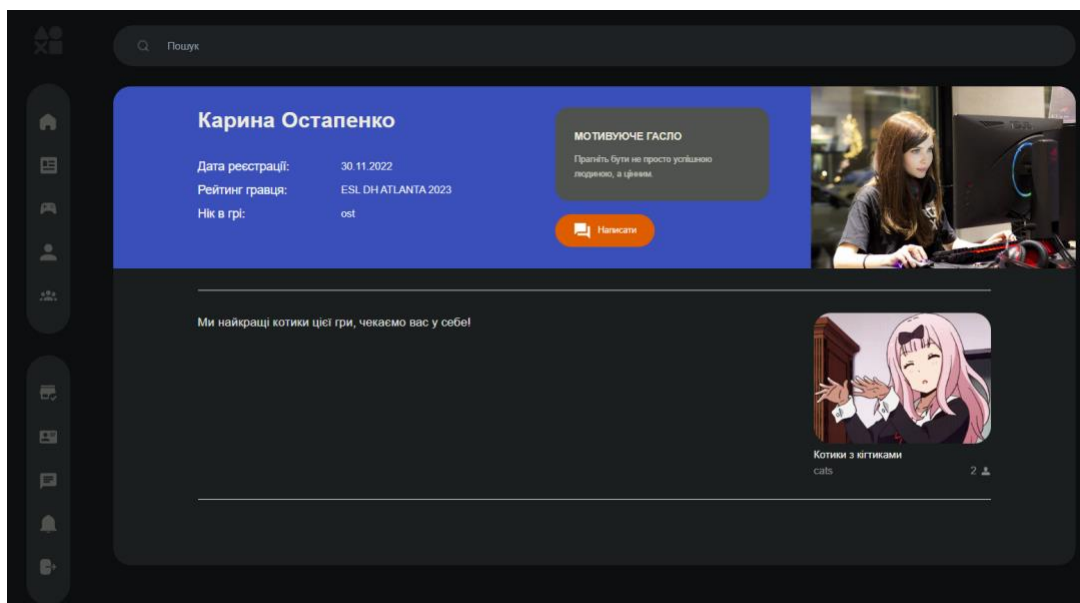 Пошук
Карина Остапенко
Дата реєстрації: 30.11.2022
Рейтинг гравця: ESL DH ATLANTA 2023
Нік в грі: ost
МОТИВУЮЧЕ ГАСЛО
Прагніть бути не просто успішною
людиною, а цінним.
Написати
Ми найкращі котики цієї гри, чекаємо вас у себе!
Котики з кігтиками
cats 2